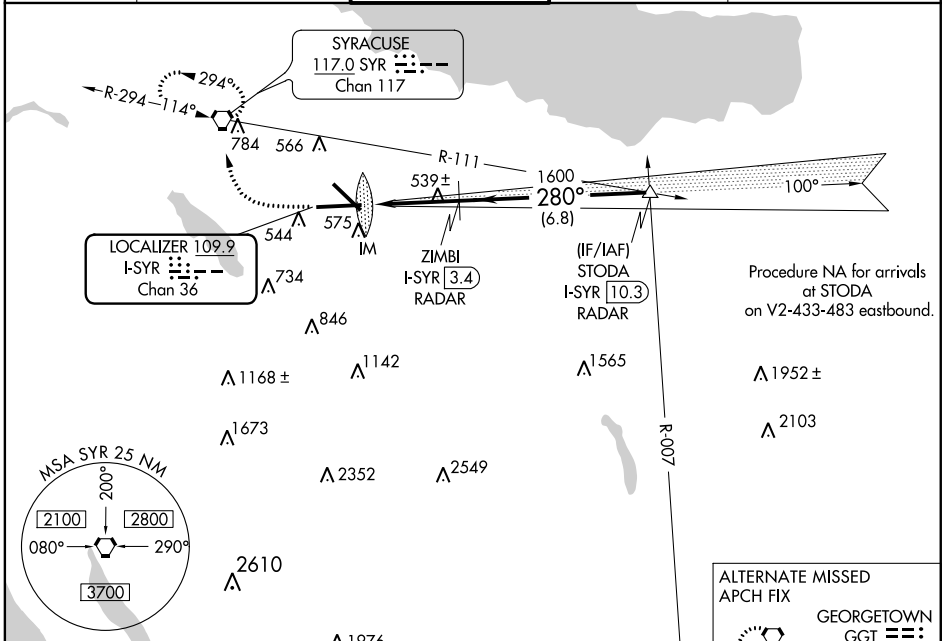 SYRACUSE
117.0 SYR
Chan 117
294°
R-294
114°
784
566
R-111
1600
280°
(6.8)
100°
539 ±
544
575
IM
LOCALIZER 109.9
I-SYR
Chan 36
ZIMBI
I-SYR 3.4
RADAR
(IF/IAF)
STODA
I-SYR 10.3
RADAR
Procedure NA for arrivals
at STODA
on V2-433-483 eastbound.
734
846
1142
1168 ±
1565
1952 ±
1673
2103
R-007
2352
2549
MSA SYR 25 NM
200°
2100
2800
080°
290°
3700
2610
1976
ALTERNATE MISSED
APCH FIX
GEORGETOWN
GGT